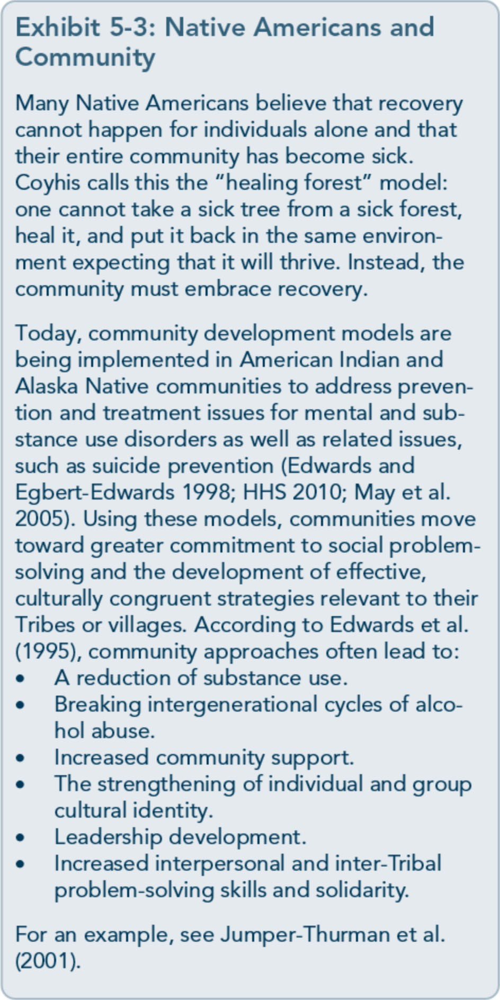 Exhibit 5-3: Native Americans and
Community
Many Native Americans believe that recovery
cannot happen for individuals alone and that
their entire community has become sick.
Coyhis calls this the “healing forest” model:
one cannot take a sick tree from a sick forest,
heal it, and put it back in the same environ-
ment expecting that it will thrive. Instead, the
community must embrace recovery.
Today, community development models are
being implemented in American Indian and
Alaska Native communities to address preven-
tion and treatment issues for mental and sub-
stance use disorders as well as related issues,
such as suicide prevention (Edwards and
Egbert-Edwards 1998; HHS 2010; May et al.
2005). Using these models, communities move
toward greater commitment to social problem-
solving and the development of effective,
culturally congruent strategies relevant to their
Tribes or villages. According to Edwards et al.
(1995), community approaches often lead to:
• A reduction of substance use.
• Breaking intergenerational cycles of alco-
hol abuse.
• Increased community support.
• The strengthening of individual and group
cultural identity.
• Leadership development.
• Increased interpersonal and inter-Tribal
problem-solving skills and solidarity.
For an example, see Jumper-Thurman et al.
(2001).